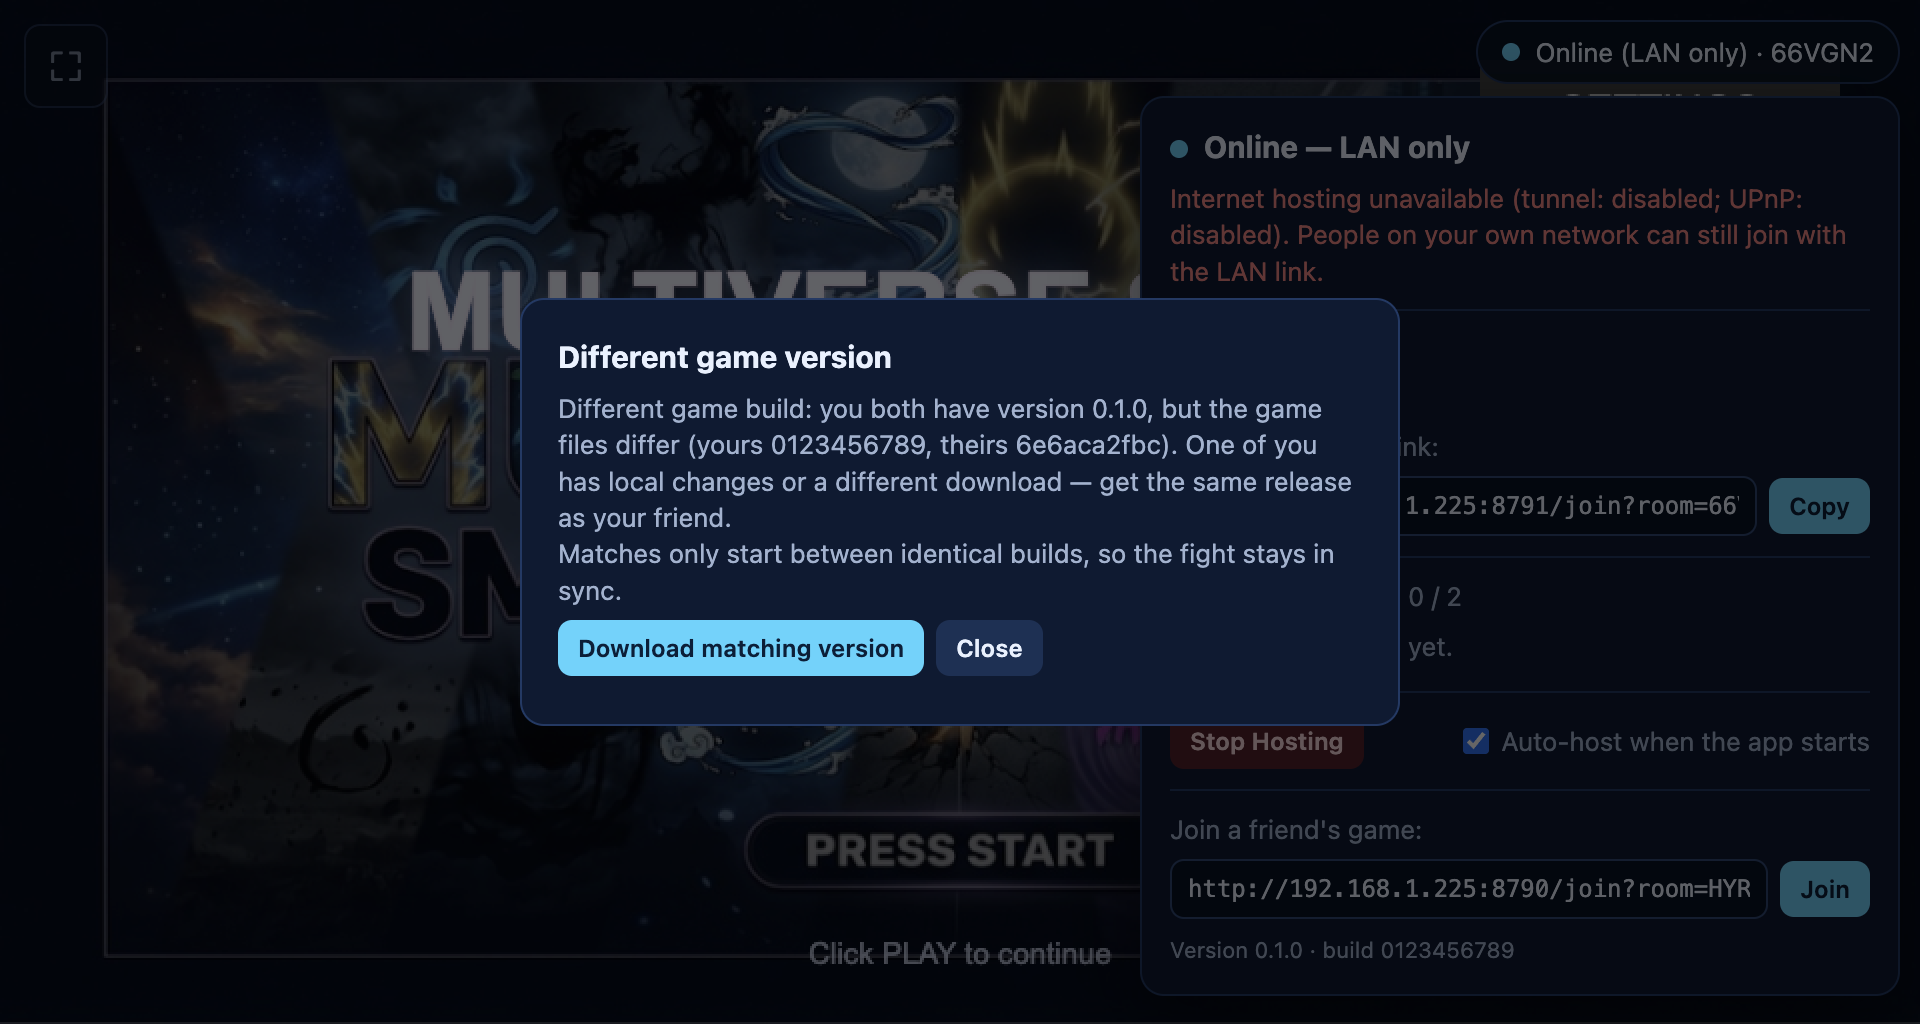 Online (LAN only) · 66VGN2
Online — LAN only
Internet hosting unavailable (tunnel: disabled; UPnP:
disabled). People on your own network can still join with
the LAN link.
MULTIVERSE
Different game version
Different game build: you both have version 0.1.0, but the game
files differ (yours 0123456789, theirs 6e6aca2fbc). One of you
has local changes or a different download — get the same release
as your friend.
Matches only start between identical builds, so the fight stays in
sync.
Download matching version
Close
ink:
1.225:8791/join?room=66
Copy
0 / 2
yet.
Stop Hosting
Auto-host when the app starts
Join a friend's game:
http://192.168.1.225:8790/join?room=HYR
Join
Version 0.1.0 · build 0123456789
PRESS START
Click PLAY to continue